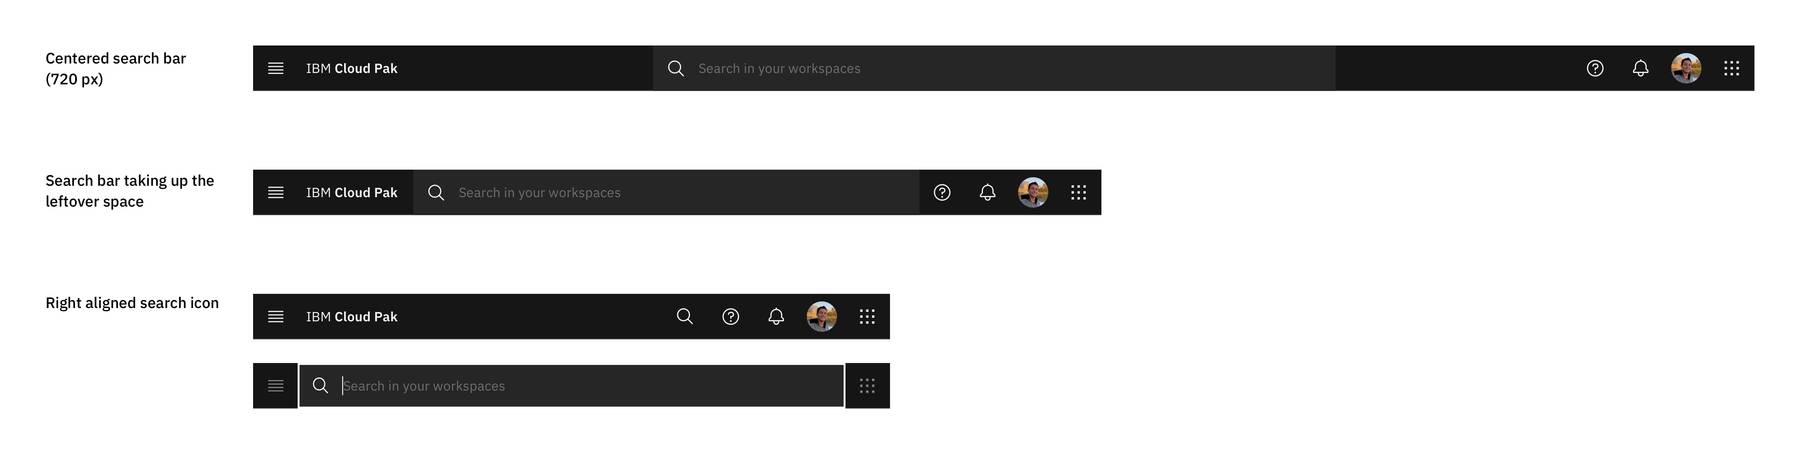 Centered search bar
(720 px)
IBM Cloud Pak
Search in your workspaces
Search bar taking up the
leftover space
IBM Cloud Pak
Search in your workspaces
Right aligned search icon
IBM Cloud Pak
Search in your workspaces